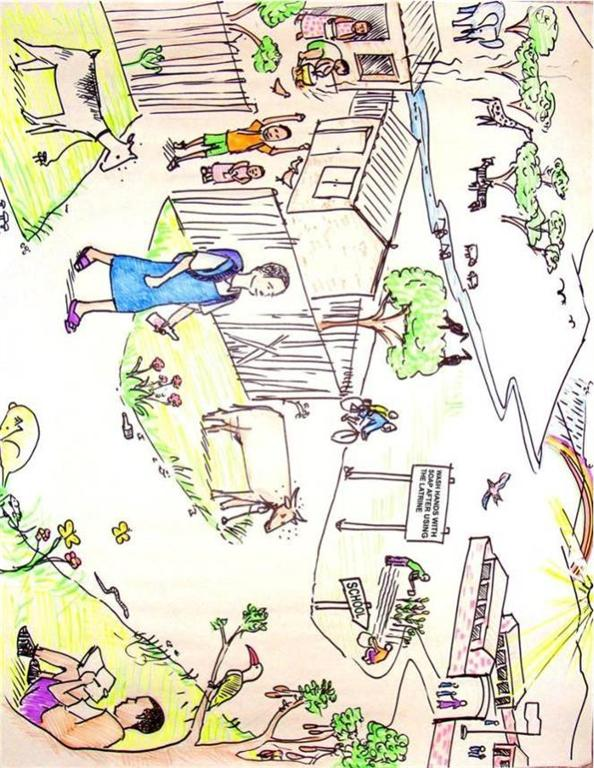 WASH HANDS WITH
SOAP AFTER USING
THE LATRINE
SCHOOL